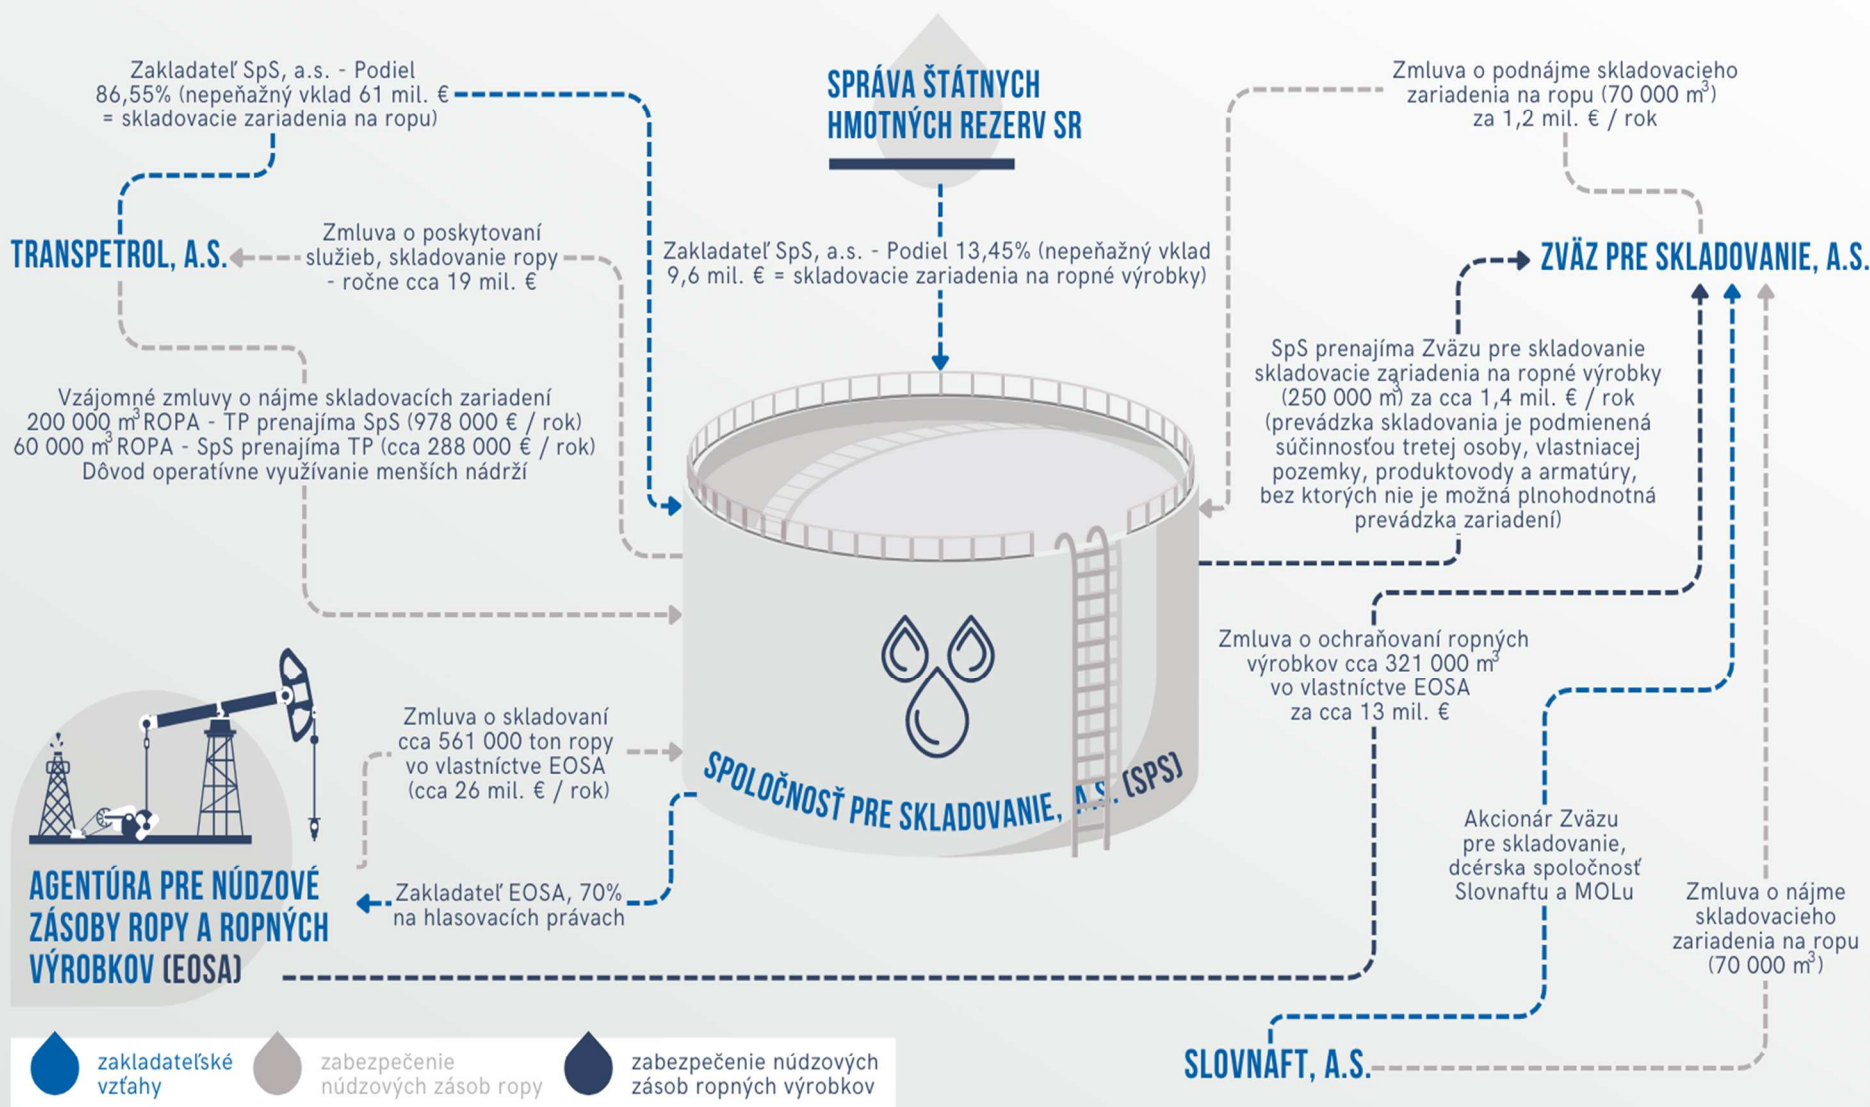 Zakladateľ SpS, a.s. - Podiel
86,55% (nepeňažný vklad 61 mil. €
= skladovacie zariadenia na ropu)
SPRÁVA ŠTÁTNYCH
HMOTNÝCH REZERV SR
Zmluva o podnájme skladovacieho
zariadenia na ropu (70 000 m³)
za 1,2 mil. € / rok
TRANSPETROL, A.S.
Zmluva o poskytovaní
služieb, skladovanie ropy
- ročne cca 19 mil. €
Zakladateľ SpS, a.s. - Podiel 13,45% (nepeňažný vklad
9,6 mil. € = skladovacie zariadenia na ropné výrobky)
ZVÄZ PRE SKLADOVANIE, A.S.
Vzájomné zmluvy o nájme skladovacích zariadení
200 000 m³ ROPA - TP prenajíma SpS (978 000 € / rok)
60 000 m³ ROPA - SpS prenajíma TP (cca 288 000 € / rok)
Dôvod operatívne využívanie menších nádrží
SpS prenajíma Zväzu pre skladovanie
skladovacie zariadenia na ropné výrobky
(250 000 m³) za cca 1,4 mil. € / rok
(prevádzka skladovania je podmienená
súčinnosťou tretej osoby, vlastniacej
pozemky, produktovody a armatúry,
bez ktorých nie je možná plnohodnotná
prevádzka zariadení)
Zmluva o ochraňovaní ropných
výrobkov cca 321 000 m³
vo vlastníctve EOSA
za cca 13 mil. €
Zmluva o skladovaní
cca 561 000 ton ropy
vo vlastníctve EOSA
(cca 26 mil. € / rok)
SPOLOČNOSŤ PRE SKLADOVANIE, A.S. (SPS)
Akcionár Zväzu
pre skladovanie,
dcérska spoločnosť
Slovnaftu a MOLu
AGENTÚRA PRE NÚDZOVÉ
ZÁSOBY ROPY A ROPNÝCH
VÝROBKOV (EOSA)
Zakladateľ EOSA, 70%
na hlasovacích právach
Zmluva o nájme
skladovacieho
zariadenia na ropu
(70 000 m³)
SLOVNAFT, A.S.
zakladateľské
vzťahy
zabezpečenie
núdzových zásob ropy
zabezpečenie núdzových
zásob ropných výrobkov